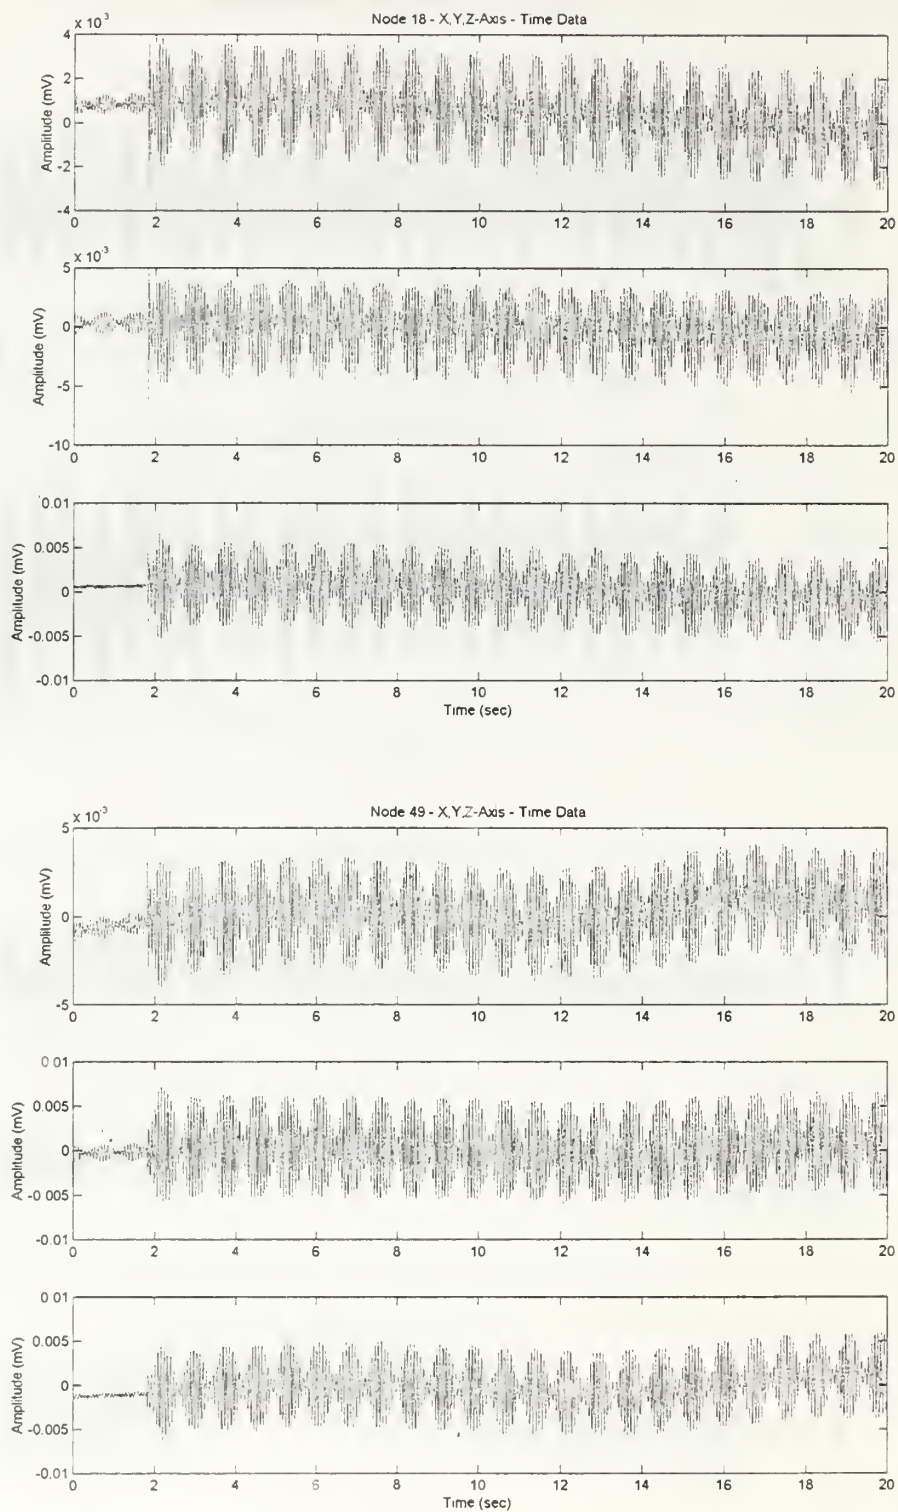 Node 18 - X,Y,Z-Axis - Time Data
x 10-3
4
2
0
-2
-4
Amplitude (mV)
0 2 4 6 8 10 12 14 16 18 20
x 10-3
5
0
-5
-10
Amplitude (mV)
0 2 4 6 8 10 12 14 16 18 20
0.01
0.005
0
-0.005
-0.01
Amplitude (mV)
0 2 4 6 8 10 12 14 16 18 20
Time (sec)
Node 49 - X,Y,Z-Axis - Time Data
x 10-3
5
0
-5
Amplitude (mV)
0 2 4 6 8 10 12 14 16 18 20
0.01
0.005
0
-0.005
-0.01
Amplitude (mV)
0 2 4 6 8 10 12 14 16 18 20
0.01
0.005
0
-0.005
-0.01
Amplitude (mV)
0 2 4 6 8 10 12 14 16 18 20
Time (sec)